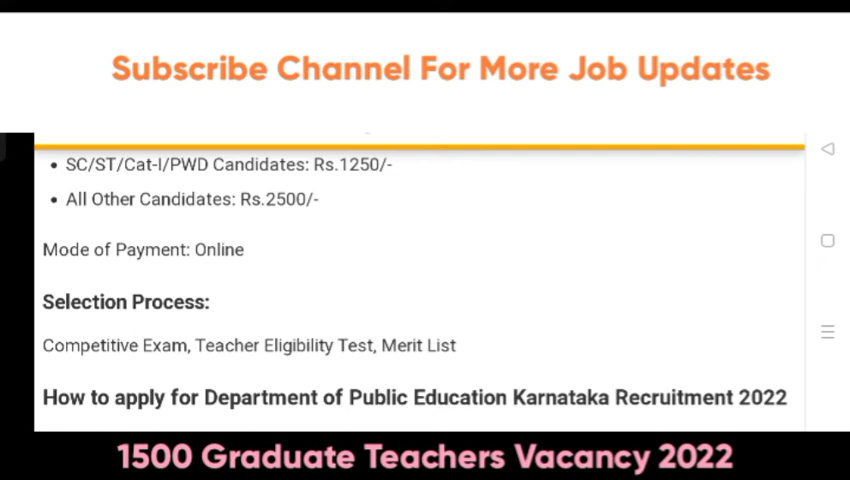 Subscribe Channel For More Job Updates
• SC/ST/Cat-I/PWD Candidates: Rs.1250/-
• All Other Candidates: Rs.2500/-
Mode of Payment: Online
Selection Process:
Competitive Exam, Teacher Eligibility Test, Merit List
How to apply for Department of Public Education Karnataka Recruitment 2022
1500 Graduate Teachers Vacancy 2022